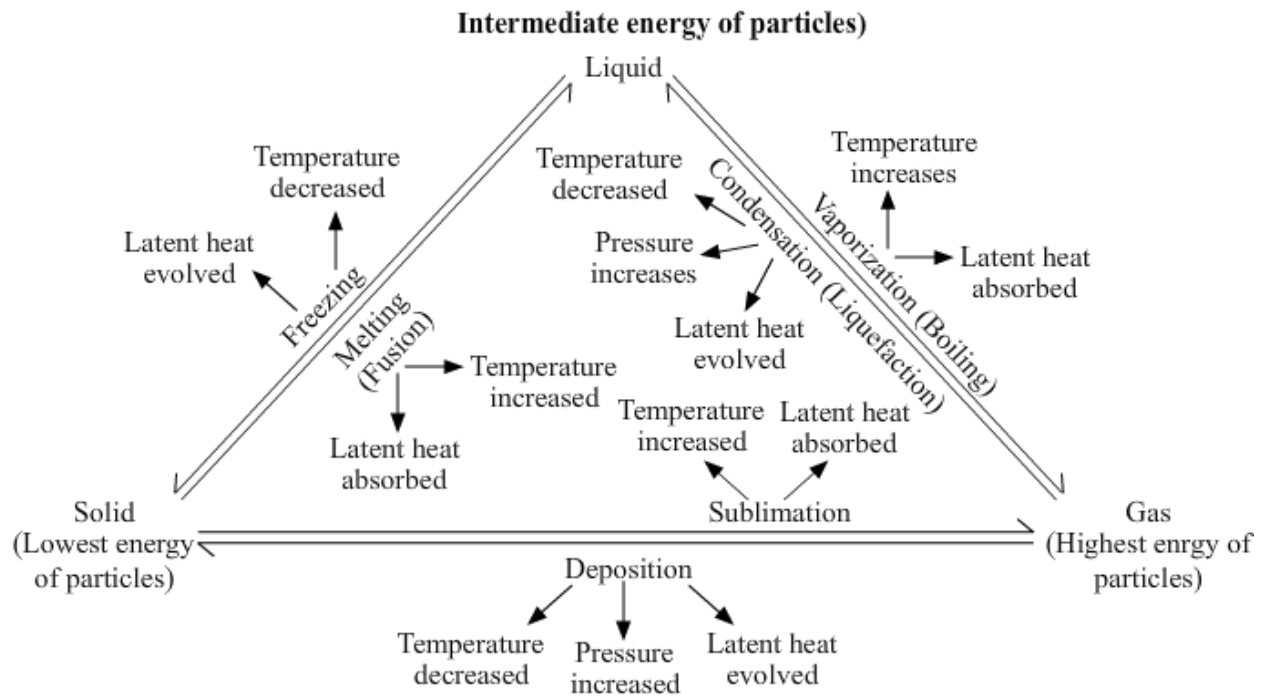 Intermediate energy of particles)
Liquid
Temperature
decreased
Latent heat
evolved
Freezing
Melting
(Fusion)
Temperature
increased
Latent heat
absorbed
Temperature
decreased
Pressure
increases
Latent heat
evolved
Condensation (Liquefaction)
Vaporization (Boiling)
Temperature
increases
Latent heat
absorbed
Temperature
increased
Latent heat
absorbed
Sublimation
Solid
(Lowest energy
of particles)
Gas
(Highest enrgy of
particles)
Deposition
Temperature
decreased
Pressure
increased
Latent heat
evolved